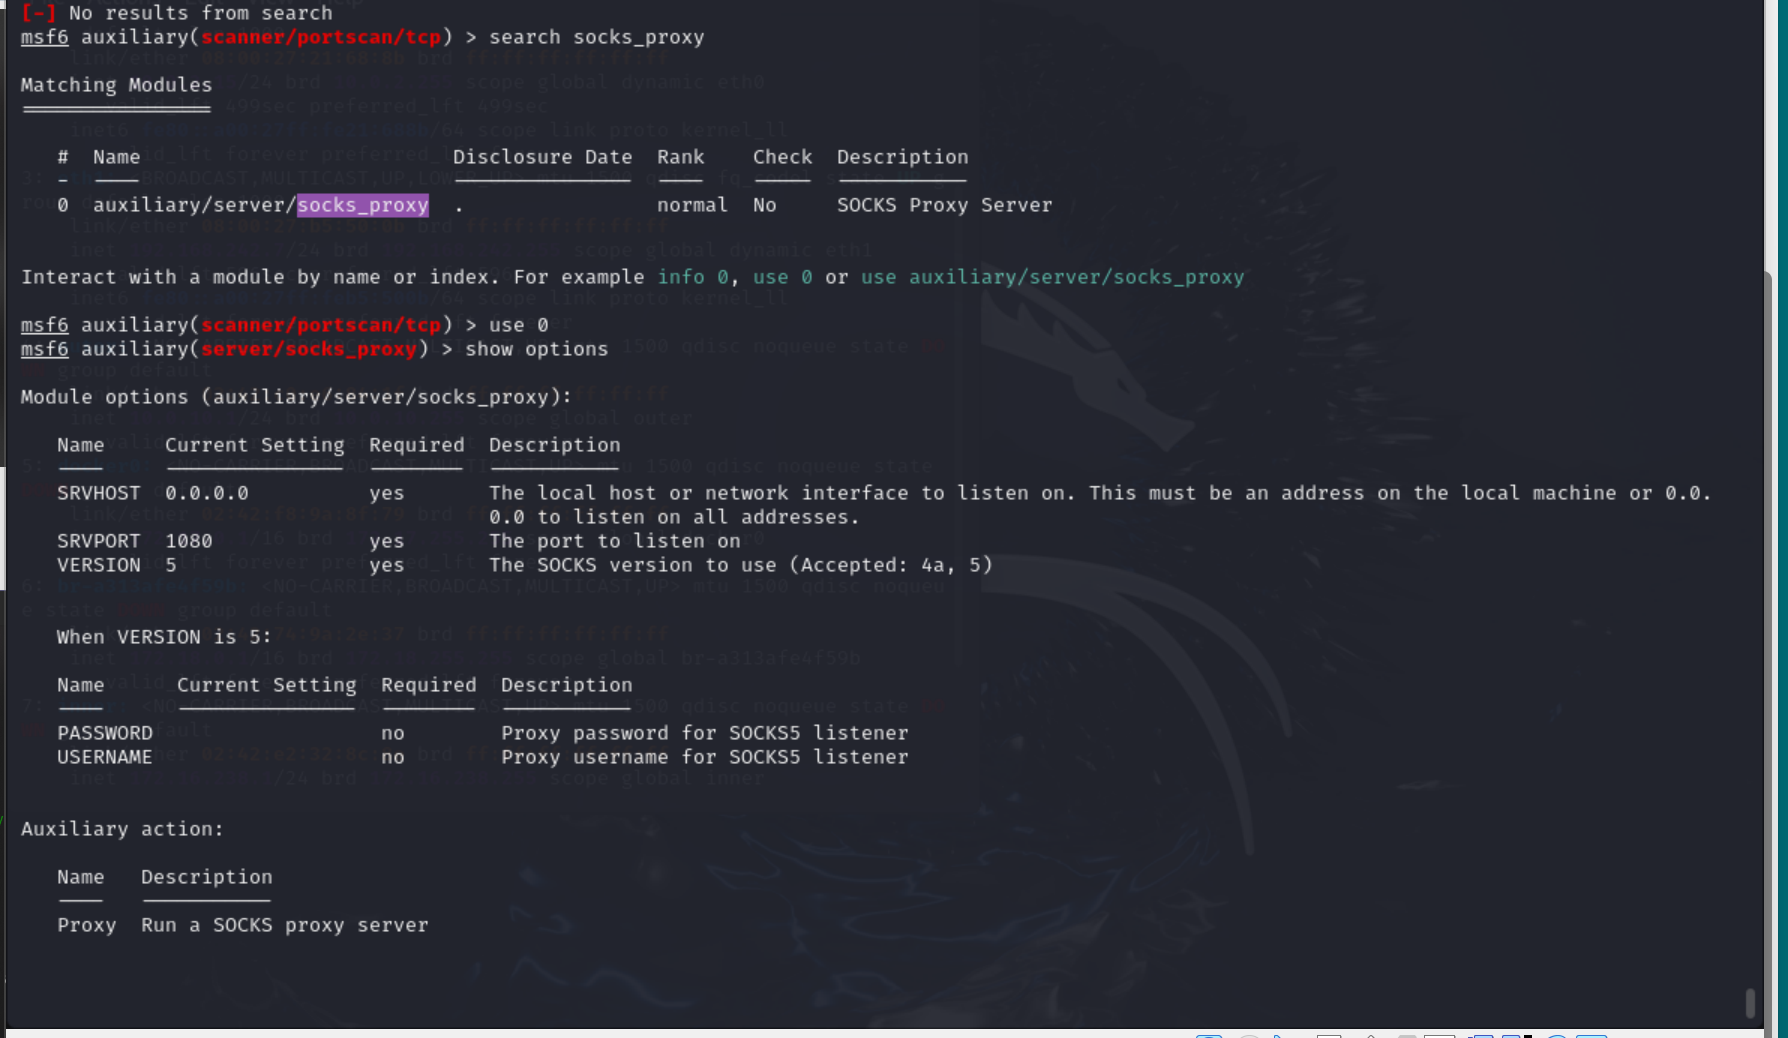 [-] No results from search
msf6 auxiliary(scanner/portscan/tcp) > search socks_proxy
Matching Modules
# Name Disclosure Date Rank Check Description
- 
0 auxiliary/server/socks_proxy . normal No SOCKS Proxy Server
Interact with a module by name or index. For example info 0, use 0 or use auxiliary/server/socks_proxy
msf6 auxiliary(scanner/portscan/tcp) > use 0
msf6 auxiliary(server/socks_proxy) > show options
Module options (auxiliary/server/socks_proxy):
Name Current Setting Required Description
SRVHOST 0.0.0.0 yes The local host or network interface to listen on. This must be an address on the local machine or 0.0.
0.0 to listen on all addresses.
SRVPORT 1080 yes The port to listen on
VERSION 5 yes The SOCKS version to use (Accepted: 4a, 5)
When VERSION is 5:
Name Current Setting Required Description
PASSWORD no Proxy password for SOCKS5 listener
USERNAME no Proxy username for SOCKS5 listener
Auxiliary action:
Name Description
Proxy Run a SOCKS proxy server